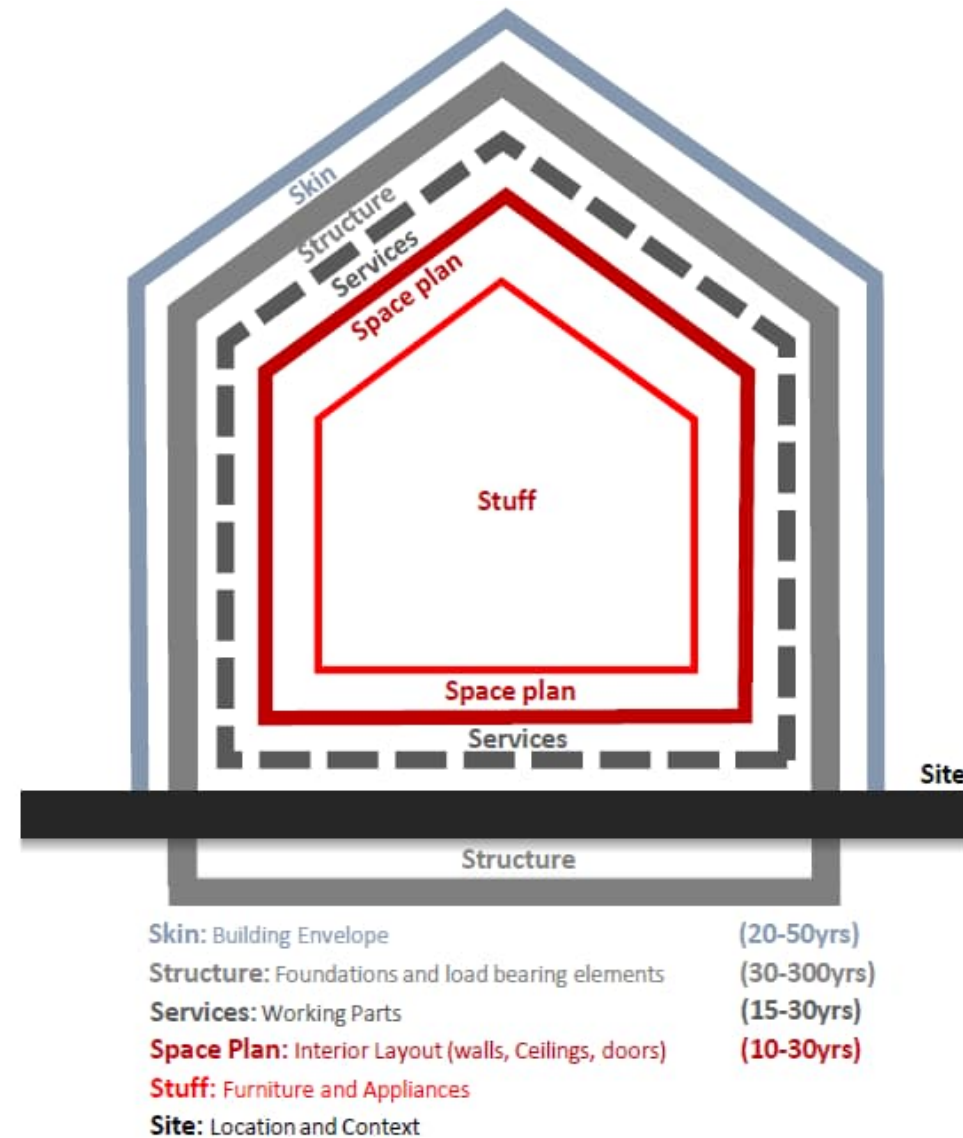 Skin
Structure
Services
Space plan
Stuff
Space plan
Services
Site
Structure
Skin: Building Envelope (20-50yrs)
Structure: Foundations and load bearing elements (30-300yrs)
Services: Working Parts (15-30yrs)
Space Plan: Interior Layout (walls, Ceilings, doors) (10-30yrs)
Stuff: Furniture and Appliances
Site: Location and Context